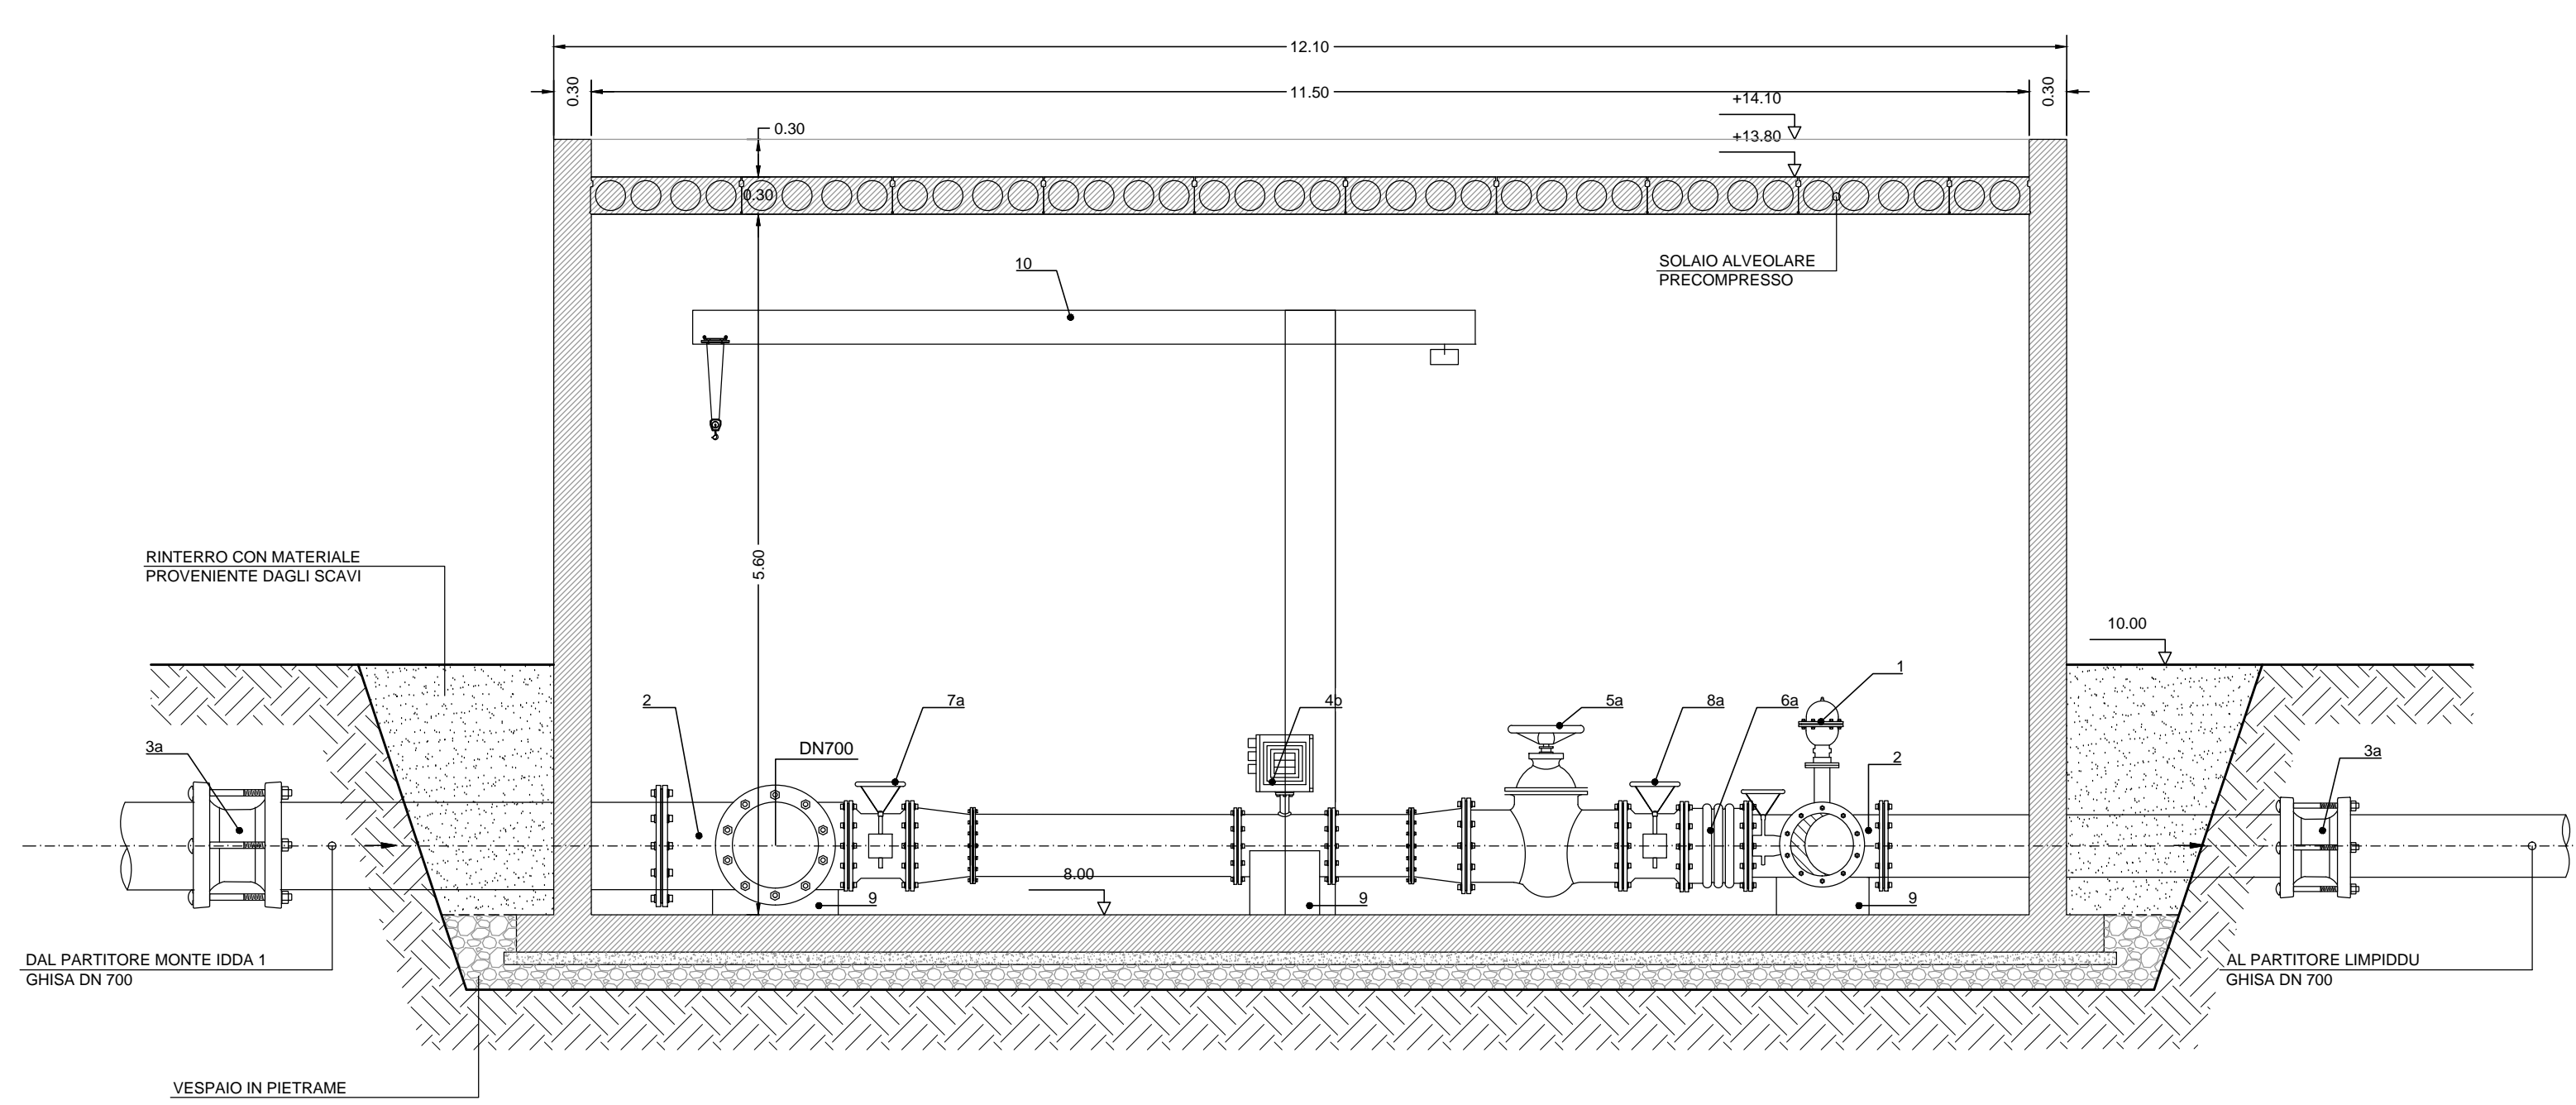 12.10
0.30
11.50
0.30
+14.10
0.30
+13.80
0.30
SOLAIO ALVEOLARE
PRECOMPRESSO
10
5.60
RINTERRO CON MATERIALE
PROVENIENTE DAGLI SCAVI
10.00
1
2
7a
4b
5a
8a
6a
3a
DN700
2
3a
8.00
9
9
9
DAL PARTITORE MONTE IDDA 1
GHISA DN 700
AL PARTITORE LIMPIDDU
GHISA DN 700
VESPAIO IN PIETRAME